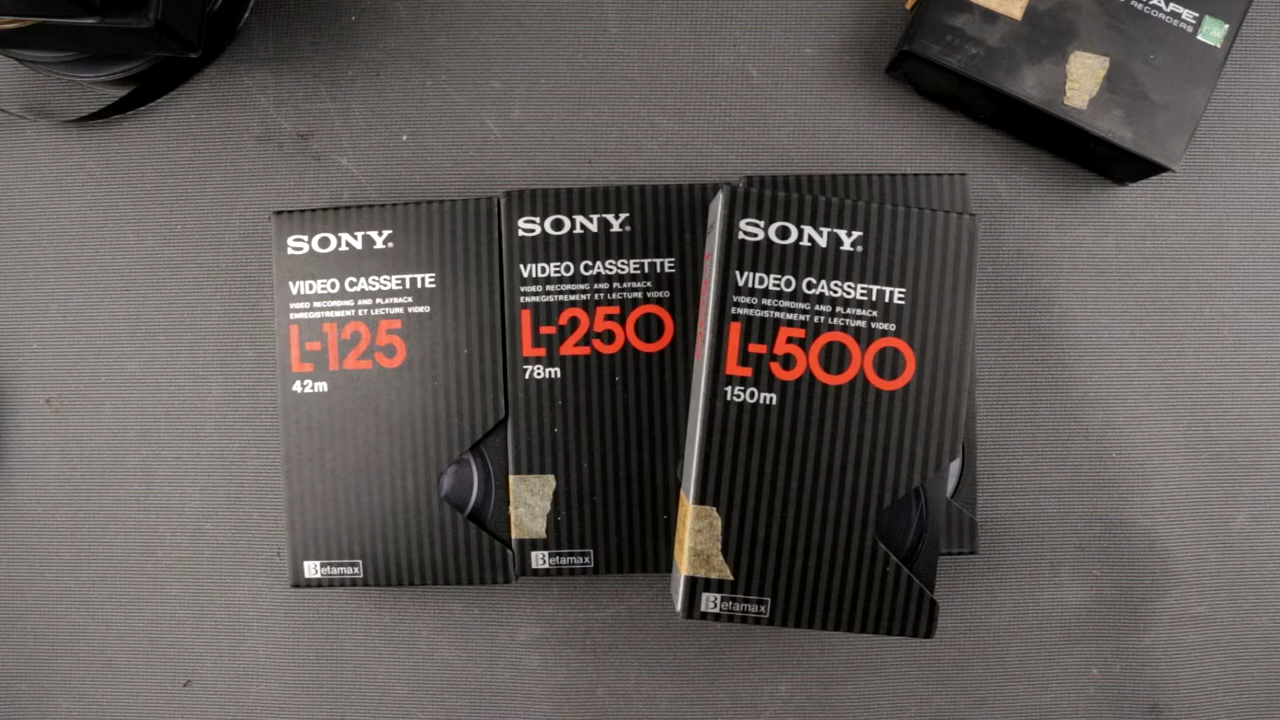 TAPE
RECORDERS
SONY®
VIDEO CASSETTE
VIDEO RECORDING AND PLAYBACK
ENREGISTREMENT ET LECTURE VIDEO
L-125
42m
Betamax
SONY®
VIDEO CASSETTE
VIDEO RECORDING AND PLAYBACK
ENREGISTREMENT ET LECTURE VIDEO
L-250
78m
Betamax
SONY®
VIDEO CASSETTE
VIDEO RECORDING AND PLAYBACK
ENREGISTREMENT ET LECTURE VIDEO
L-500
150m
Betamax